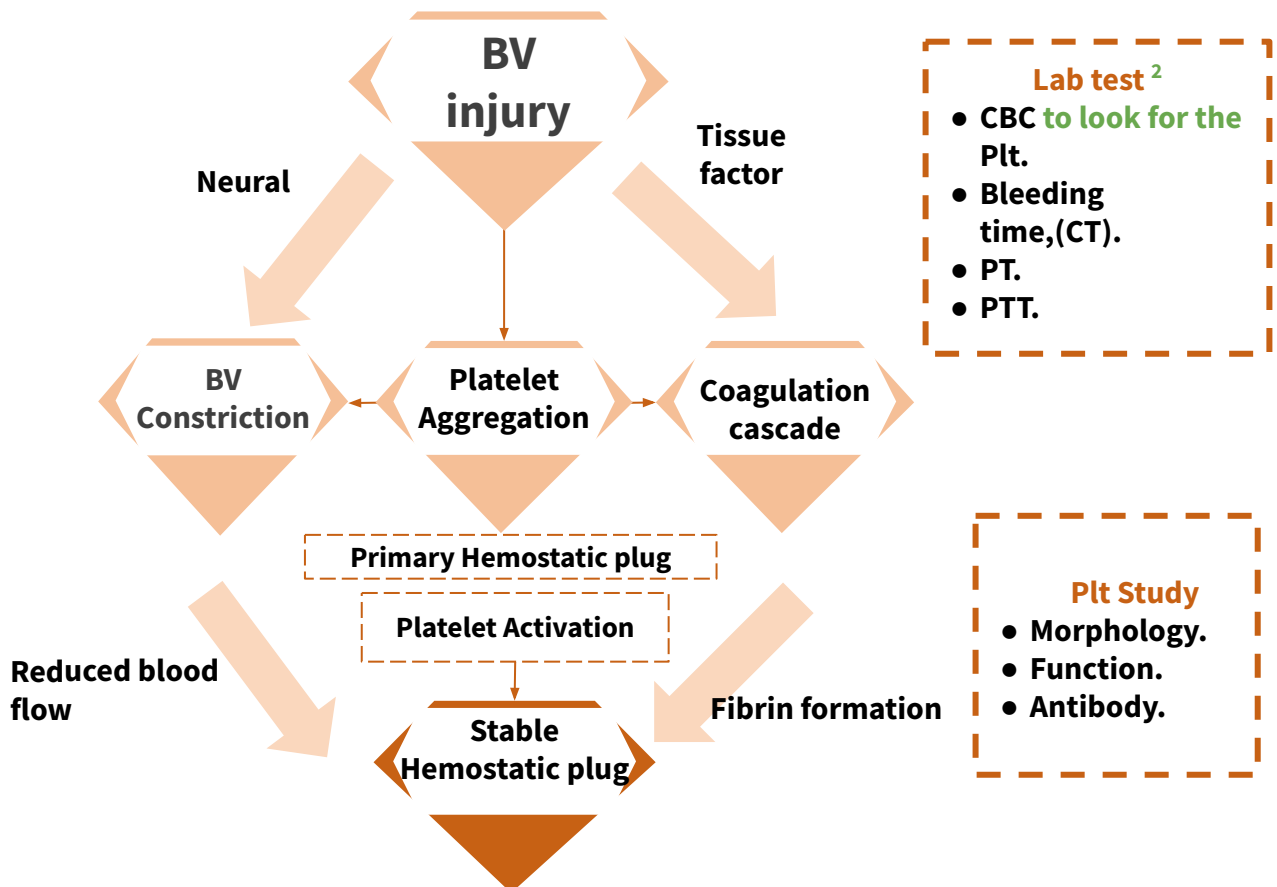 BV
injury
Neural
Tissue
factor
BV
Constriction
Platelet
Aggregation
Coagulation
cascade
Primary Hemostatic plug
Platelet Activation
Reduced blood
flow
Fibrin formation
Stable
Hemostatic plug
Lab test 2
● CBC to look for the
Plt.
● Bleeding
time,(CT).
● PT.
● PTT.
Plt Study
● Morphology.
● Function.
● Antibody.